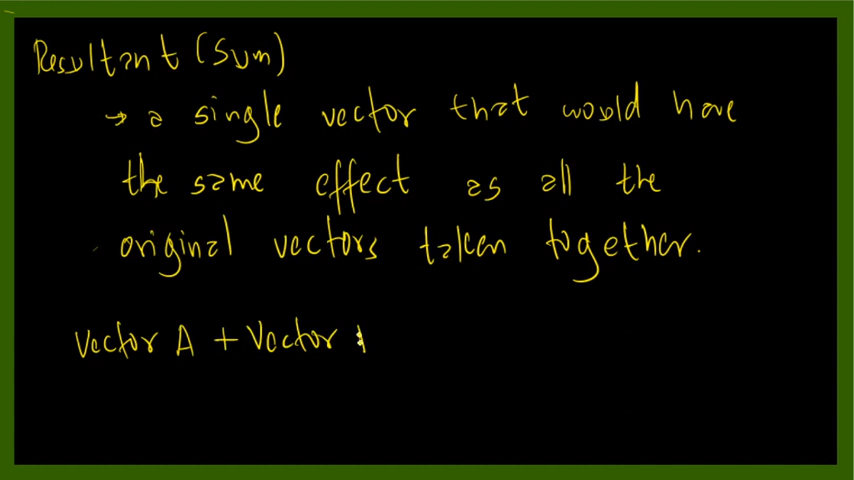 Resultant (Sum)
→ a single vector that would have
the same effect as all the
original vectors taken together.
Vector A + Vector